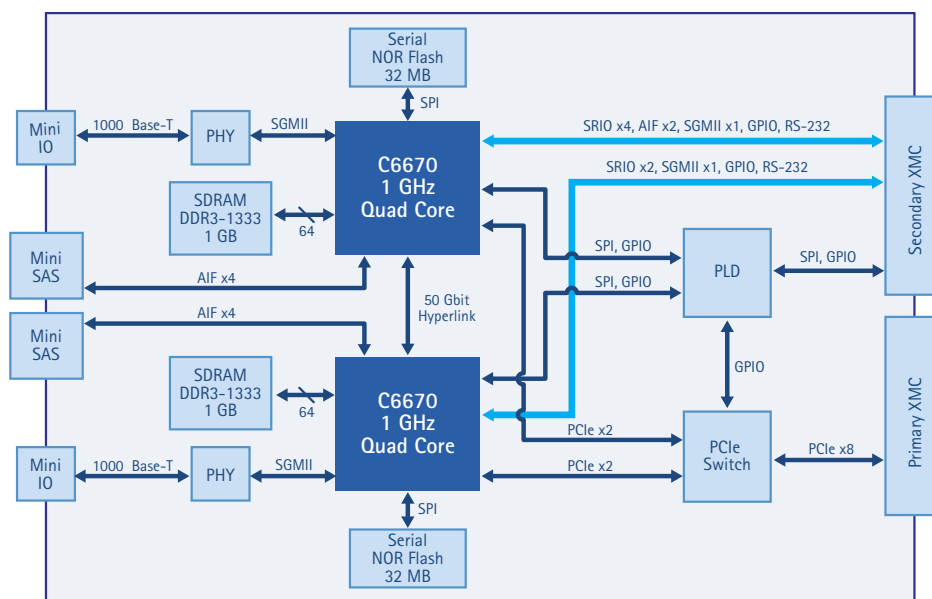 Serial
NOR Flash
32 MB
SPI
Mini
IO
1000 Base-T
PHY
SGMII
C6670
1 GHz
Quad Core
SRIO x4, AIF x2, SGMII x1, GPIO, RS-232
SRIO x2, SGMII x1, GPIO, RS-232
Secondary XMC
SDRAM
DDR3-1333
1 GB
64
SPI, GPIO
PLD
SPI, GPIO
Mini
SAS
AIF x4
SPI, GPIO
50 Gbit
Hyperlink
Mini
SAS
AIF x4
GPIO
SDRAM
DDR3-1333
1 GB
64
C6670
1 GHz
Quad Core
PCIe x2
PCIe
Switch
PCIe x8
Primary XMC
Mini
IO
1000 Base-T
PHY
SGMII
PCIe x2
SPI
Serial
NOR Flash
32 MB